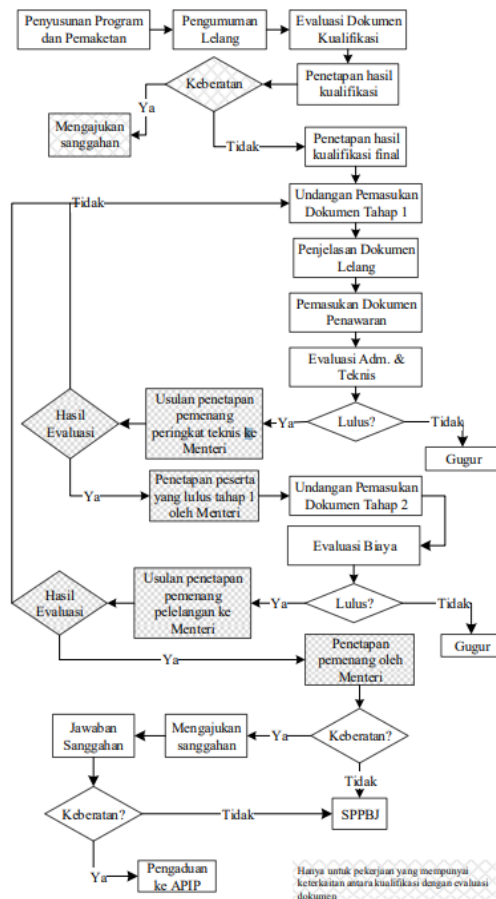 Penyusunan Program
dan Pemaketan
Pengumuman
Lelang
Evaluasi Dokumen
Kualifikasi
Keberatan
Penetapan hasil
kualifikasi
Ya
Mengajukan
sanggahan
Tidak
Penetapan hasil
kualifikasi final
Tidak
Undangan Pemasukan
Dokumen Tahap 1
Penjelasan Dokumen
Lelang
Pemasukan Dokumen
Penawaran
Evaluasi Adm. &
Teknis
Hasil
Evaluasi
Usulan penetapan
pemenang
peringkat teknis ke
Menteri
Ya
Lulus?
Tidak
Gugur
Ya
Penetapan peserta
yang lulus tahap 1
oleh Menteri
Undangan Pemasukan
Dokumen Tahap 2
Evaluasi Biaya
Hasil
Evaluasi
Usulan penetapan
pemenang
pelelangan ke
Menteri
Ya
Lulus?
Tidak
Gugur
Ya
Penetapan
pemenang oleh
Menteri
Jawaban
Sanggahan
Mengajukan
sanggahan
Ya
Keberatan?
Tidak
Keberatan?
Tidak
SPPBJ
Ya
Pengaduan
ke APIP
Hanya untuk pekerjaan yang mempunyai
keterkaitan antara kualifikasi dengan evaluasi
dokumen